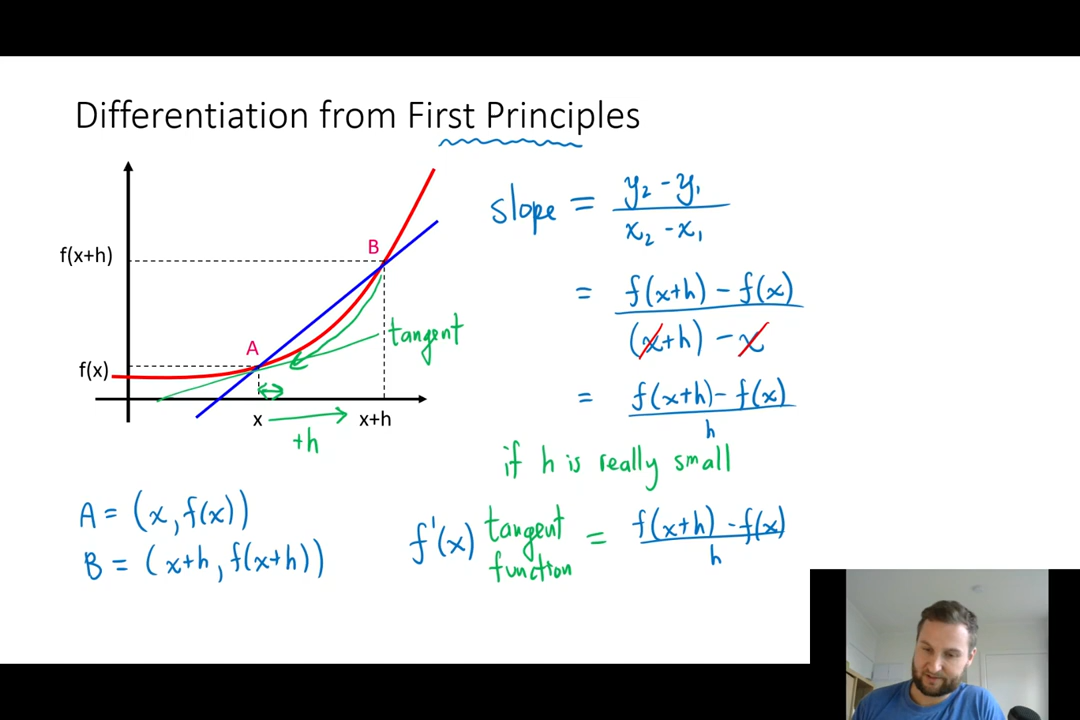 Differentiation from First Principles
slope = y₂ - y₁ / x₂ - x₁
= f(x+h) - f(x) / (x+h) - x
= f(x+h) - f(x) / h
if h is really small
f'(x) tangent function = f(x+h) - f(x) / h
f(x+h)
B
tangent
A
f(x)
x
x+h
+h
A = (x, f(x))
B = (x+h, f(x+h))